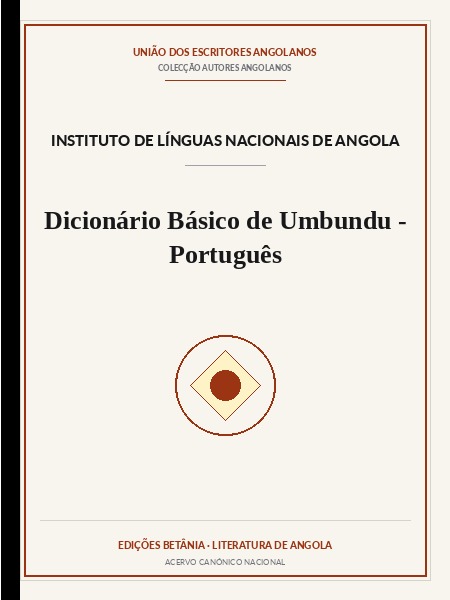 UNIÃO DOS ESCRITORES ANGOLANOS
COLECÇÃO AUTORES ANGOLANOS
INSTITUTO DE LÍNGUAS NACIONAIS DE ANGOLA
Dicionário Básico de Umbundu -
Português
EDIÇÕES BETÂNIA · LITERATURA DE ANGOLA
ACERVO CANÓNICO NACIONAL